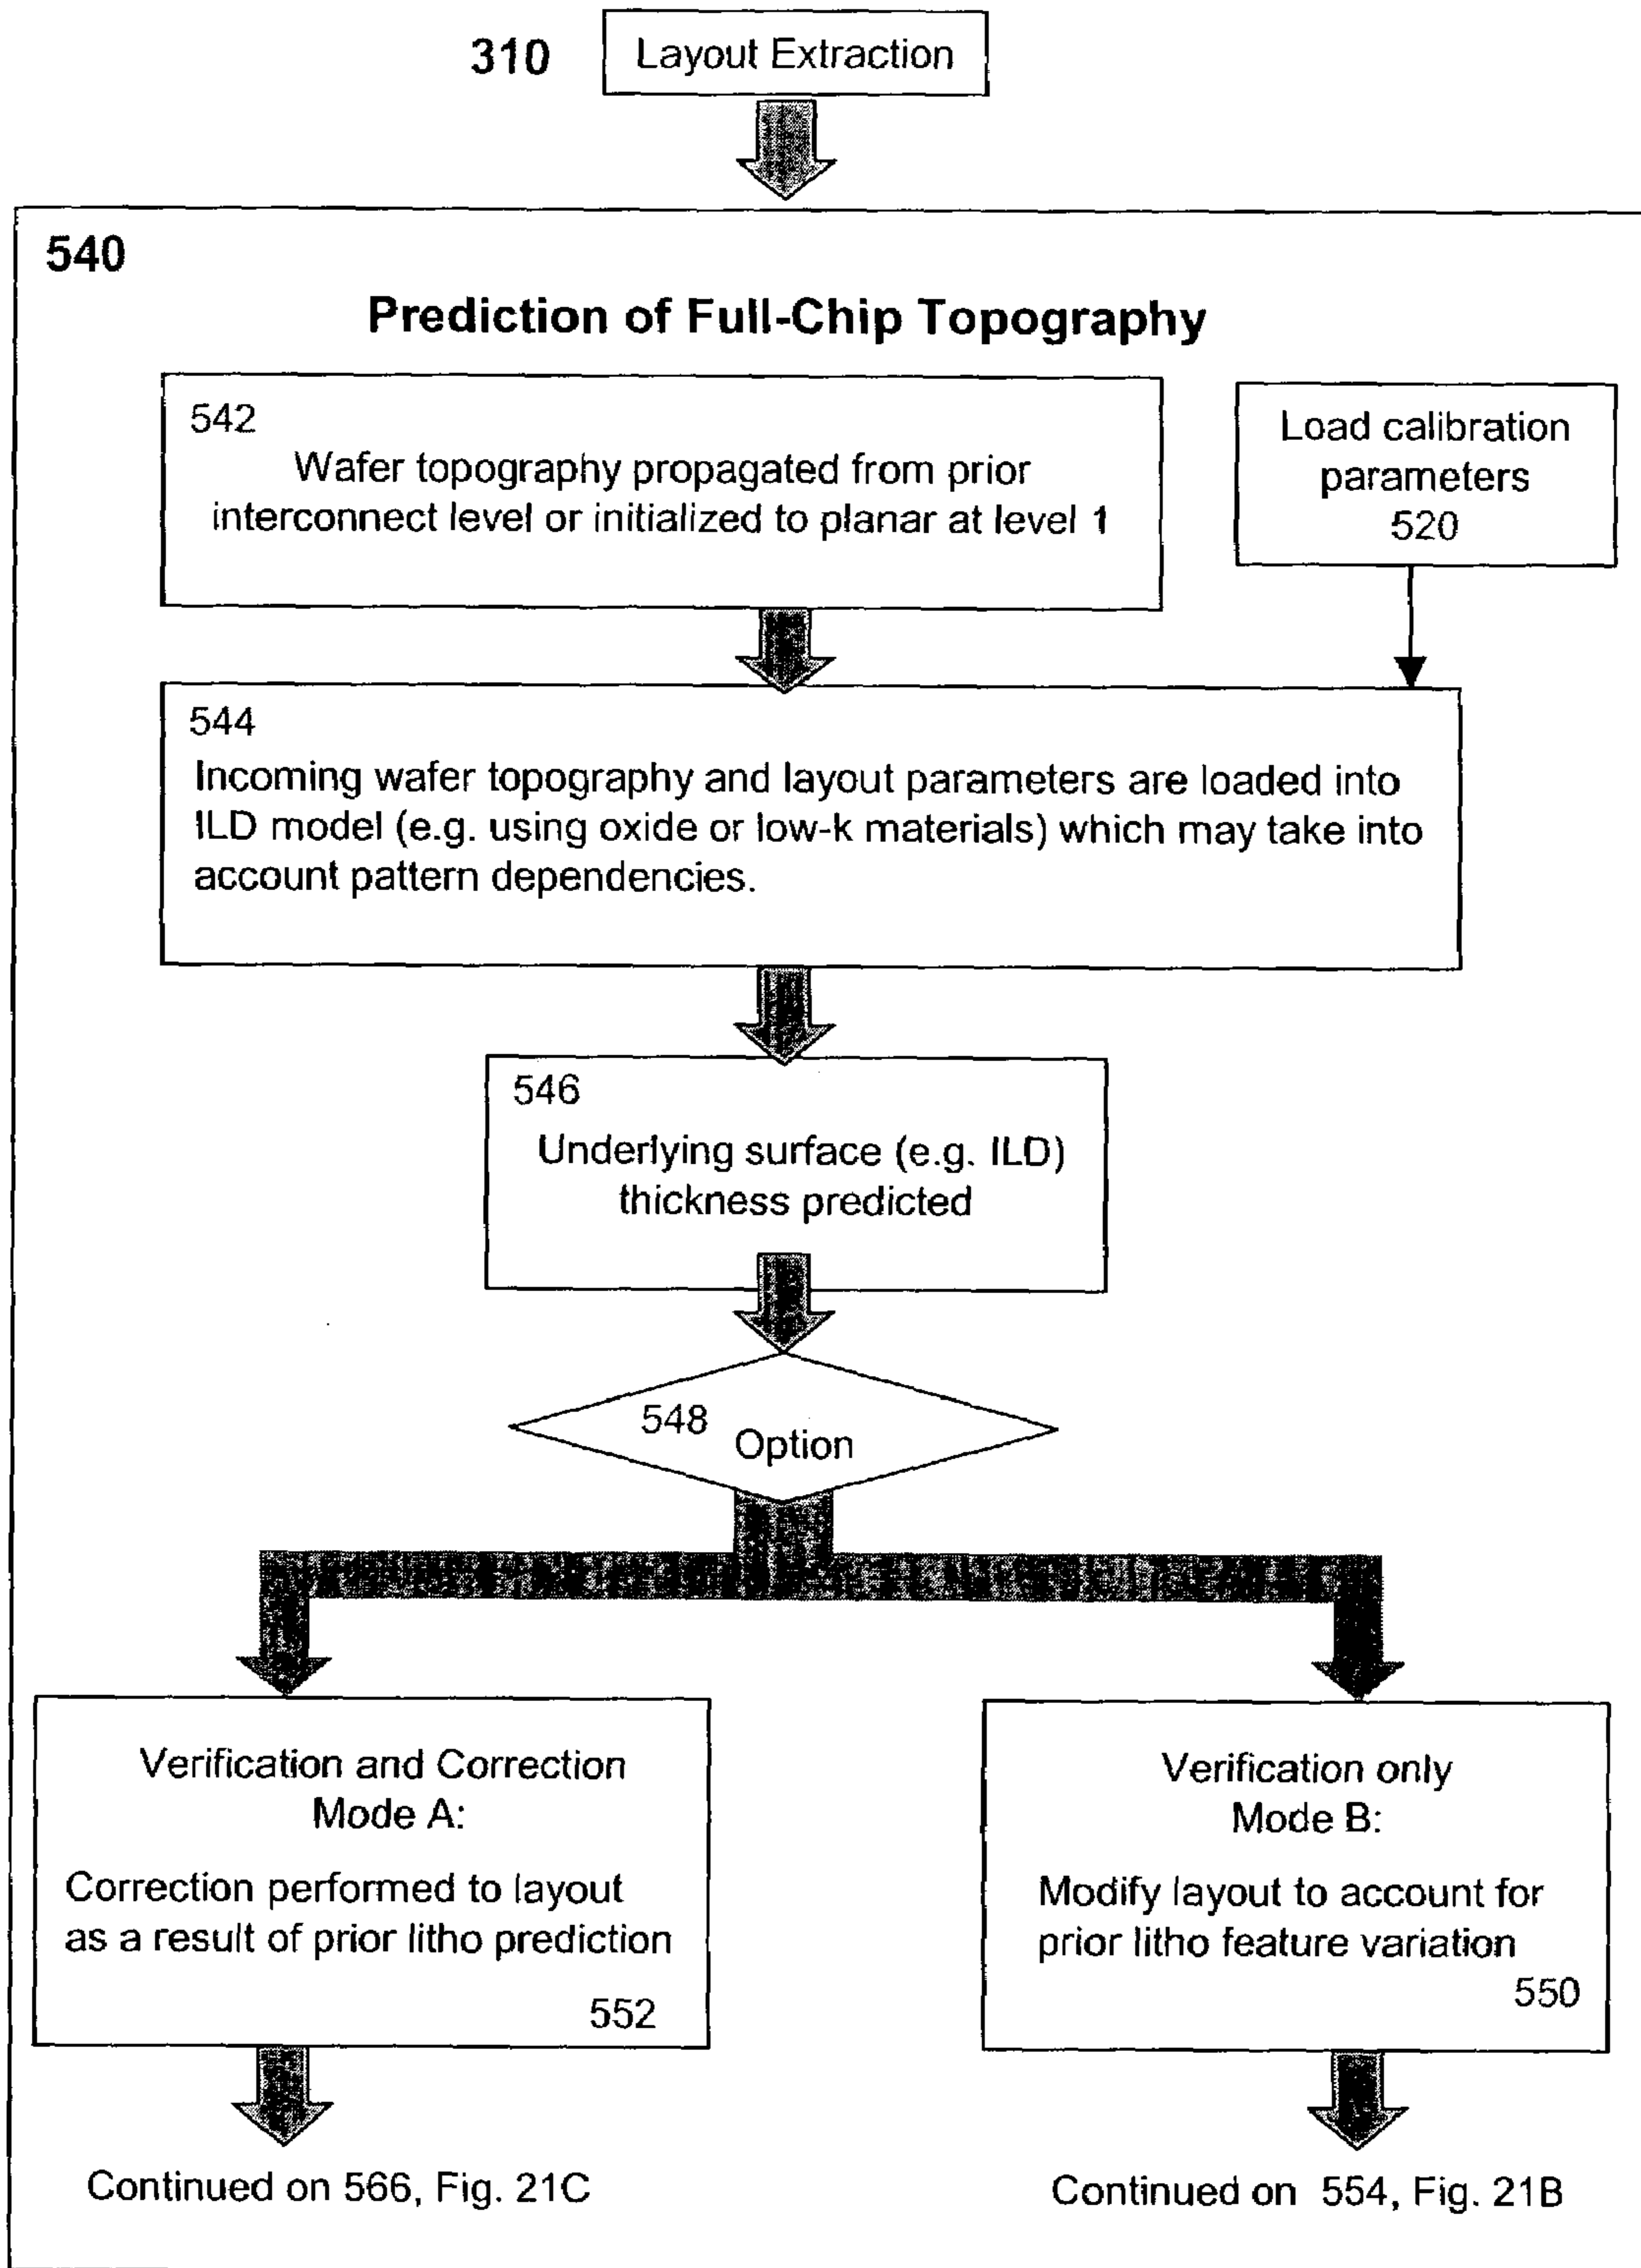 310
Layout Extraction
540
Prediction of Full-Chip Topography
542
Wafer topography propagated from prior
interconnect level or initialized to planar at level 1
Load calibration
parameters
520
544
Incoming wafer topography and layout parameters are loaded into
ILD model (e.g. using oxide or low-k materials) which may take into
account pattern dependencies.
546
Underlying surface (e.g. ILD)
thickness predicted
548
Option
Verification and Correction
Mode A:
Correction performed to layout
as a result of prior litho prediction
552
Verification only
Mode B:
Modify layout to account for
prior litho feature variation
550
Continued on 566, Fig. 21C
Continued on 554, Fig. 21B